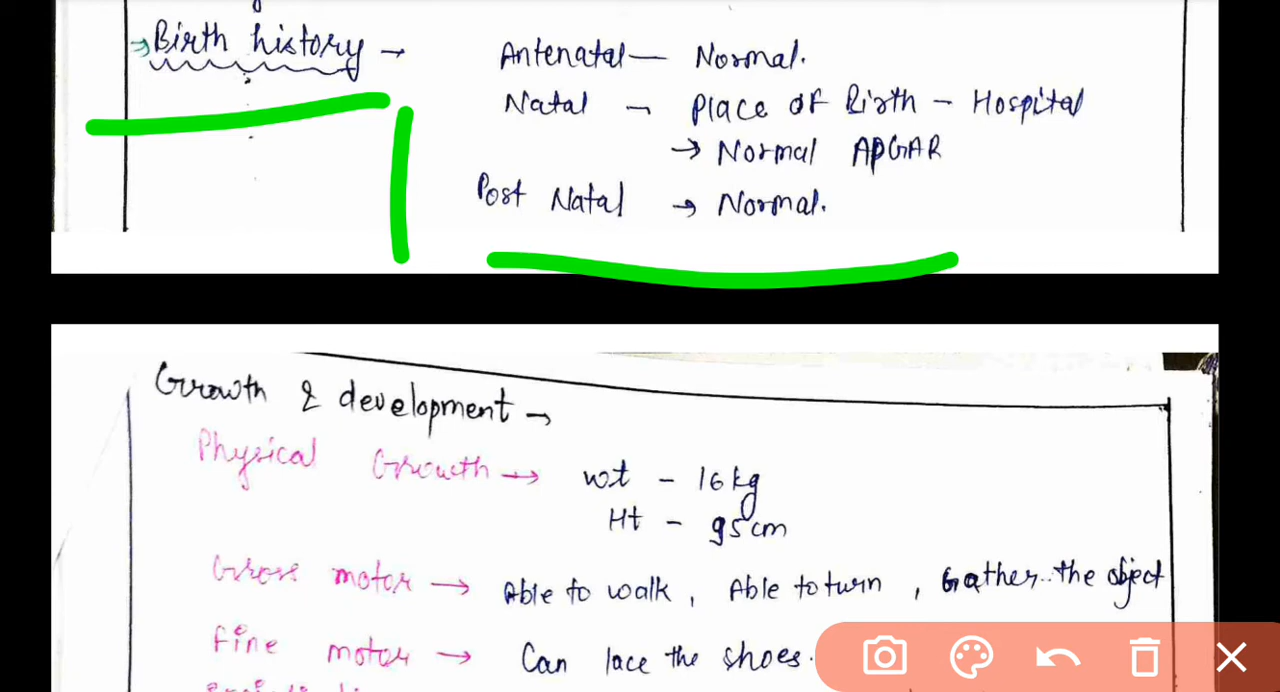 → Birth history → Antenatal — Normal.
Natal – Place of Birth – Hospital
→ Normal APGAR
Post Natal → Normal.
Growth & development →
Physical Growth → wt – 16 kg
Ht – 95 cm
Gross motor → Able to walk, Able to turn, Gather the object
fine motor → Can lace the shoes.